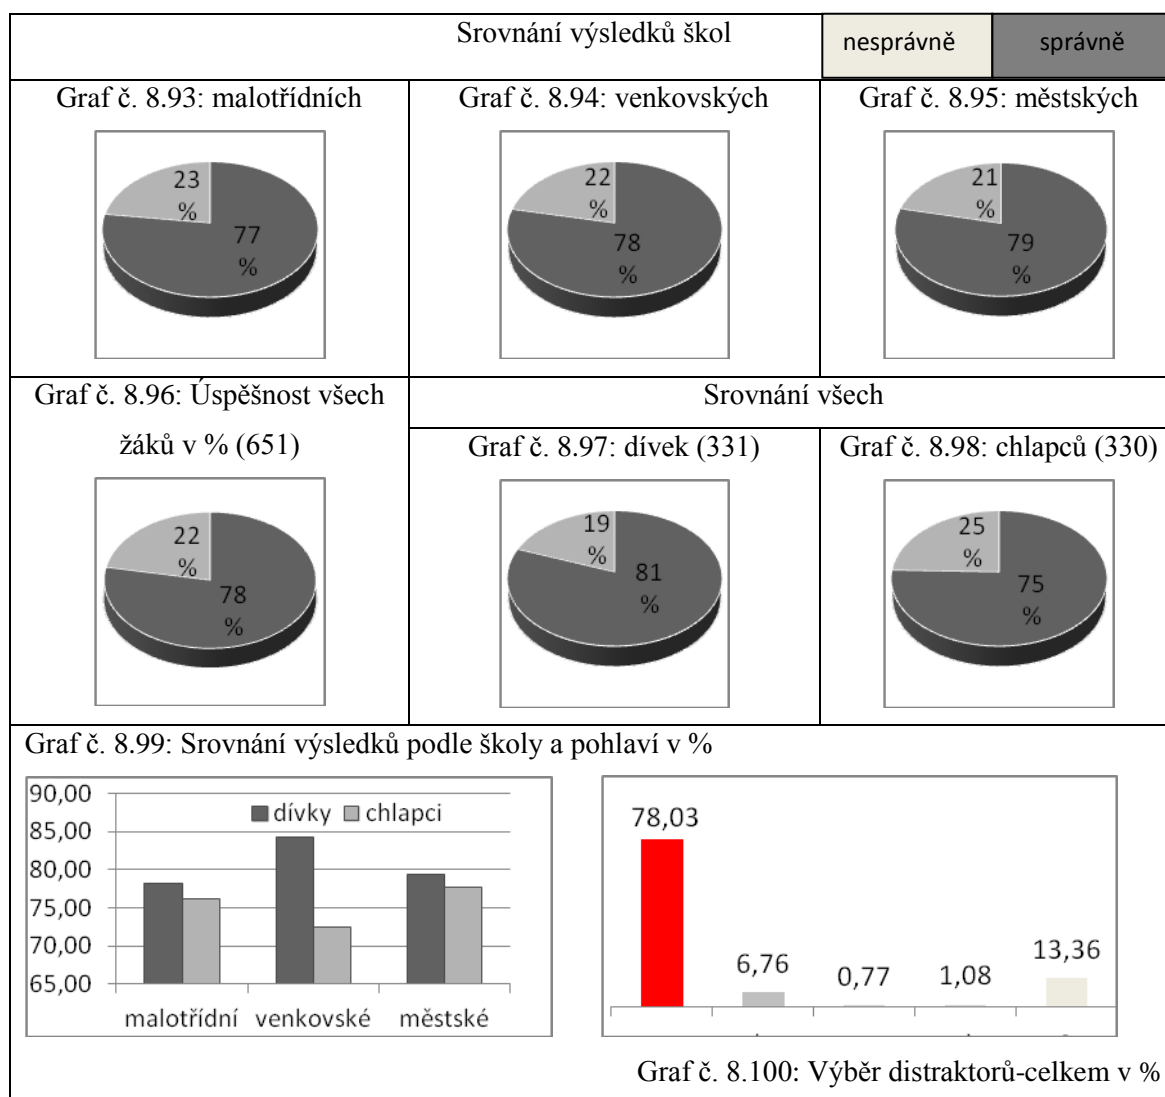 Srovnání výsledků škol
nesprávně
správně
Graf č. 8.93: malotřídních
Graf č. 8.94: venkovských
Graf č. 8.95: městských
23
%
77
%
22
%
78
%
21
%
79
%
Graf č. 8.96: Úspěšnost všech
žáků v % (651)
Srovnání všech
Graf č. 8.97: dívek (331)
Graf č. 8.98: chlapců (330)
22
%
78
%
19
%
81
%
25
%
75
%
Graf č. 8.99: Srovnání výsledků podle školy a pohlaví v %
90,00
85,00
80,00
75,00
70,00
65,00
dívky chlapci
malotřídní venkovské městské
78,03
6,76
0,77
1,08
13,36
Graf č. 8.100: Výběr distraktorů-celkem v %